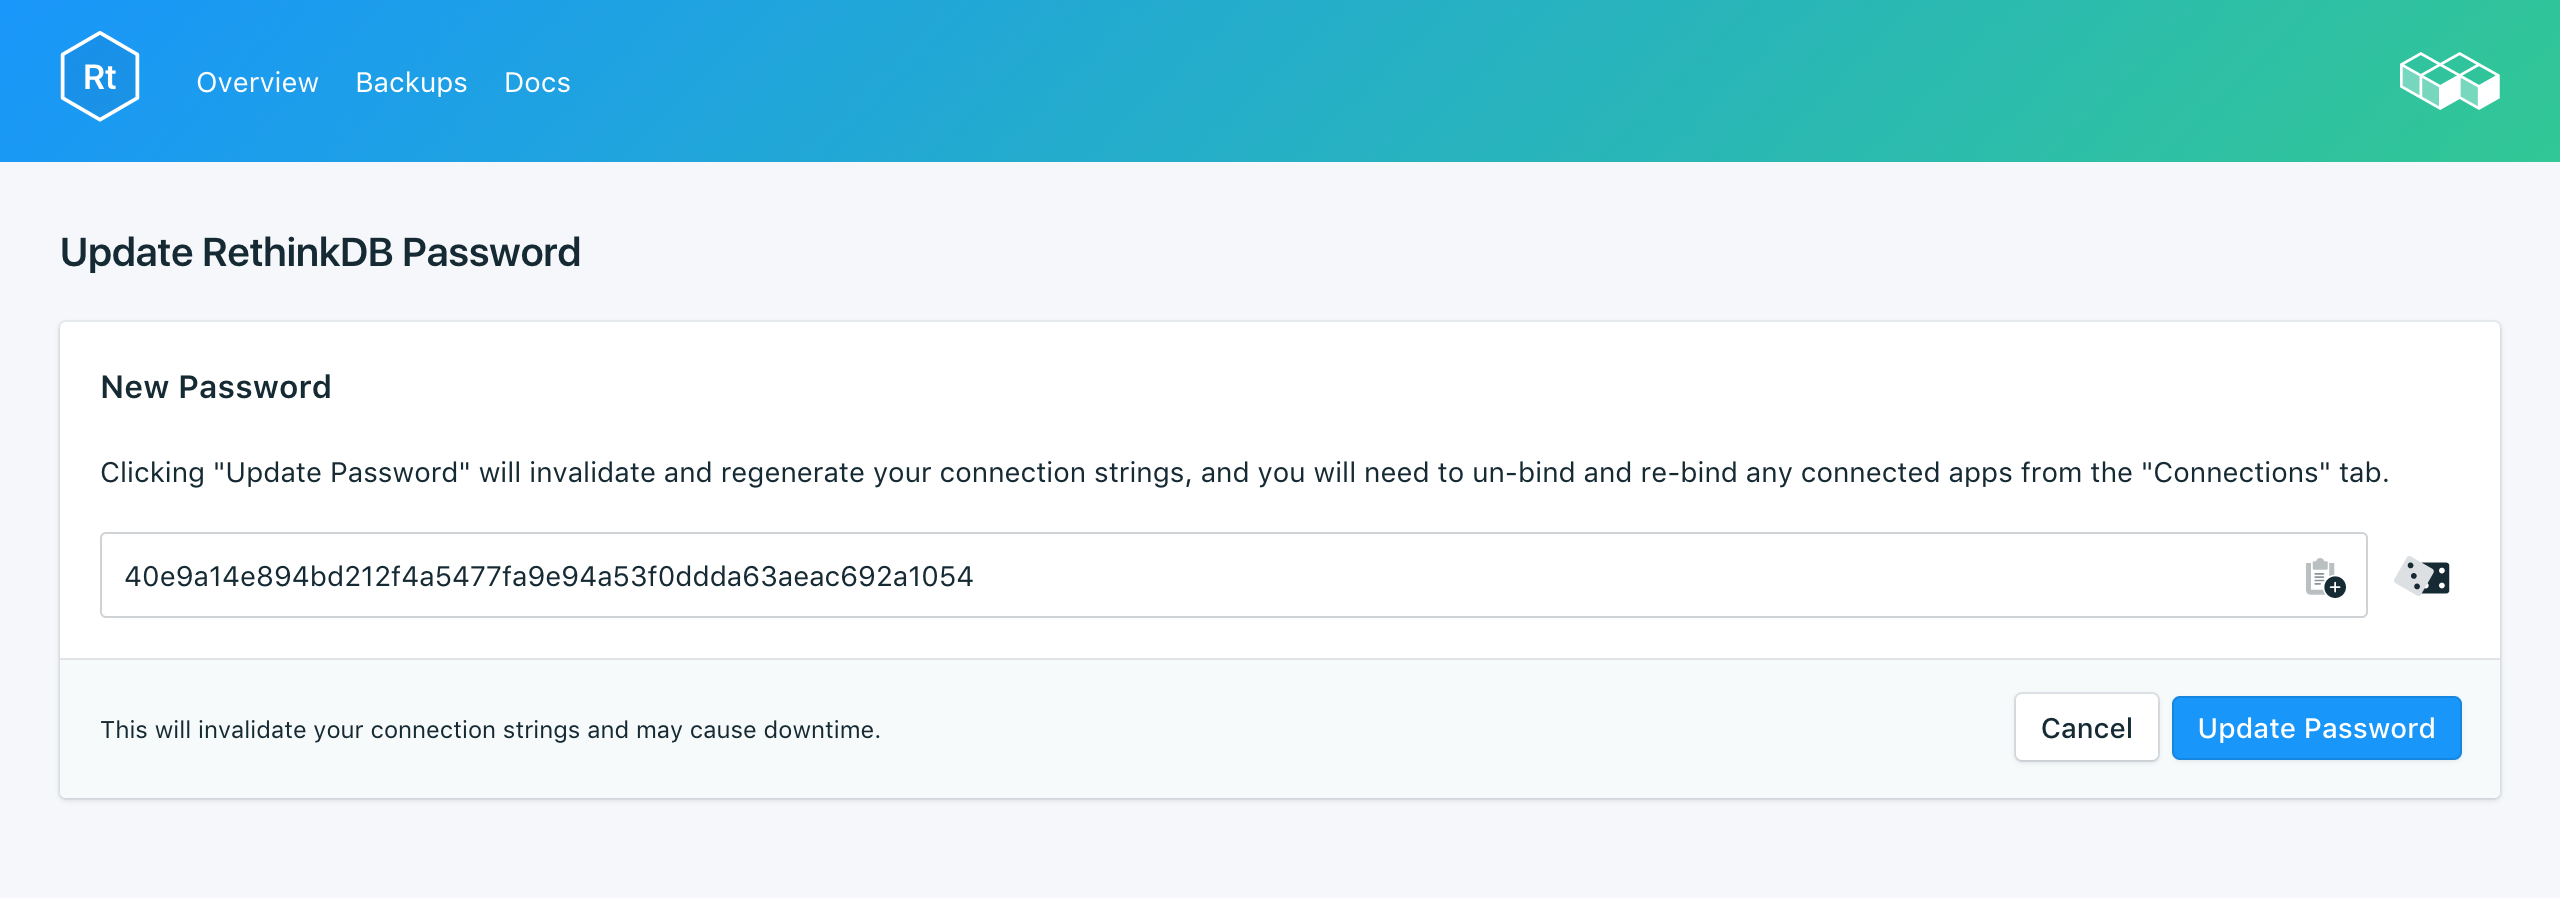 Rt
Overview
Backups
Docs
Update RethinkDB Password
New Password
Clicking "Update Password" will invalidate and regenerate your connection strings, and you will need to un-bind and re-bind any connected apps from the "Connections" tab.
40e9a14e894bd212f4a5477fa9e94a53f0ddda63aeac692a1054
This will invalidate your connection strings and may cause downtime.
Cancel
Update Password